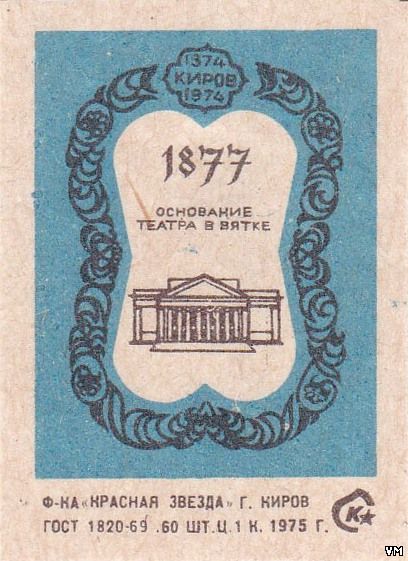 1374
КИРОВ
1974
1877
ОСНОВАНИЕ
ТЕАТРА В ВЯТКЕ
Ф-КА «КРАСНАЯ ЗВЕЗДА» Г. КИРОВ
ГОСТ 1820-69 .60 ШТ.Ц.1 К. 1975 Г.
К
VM